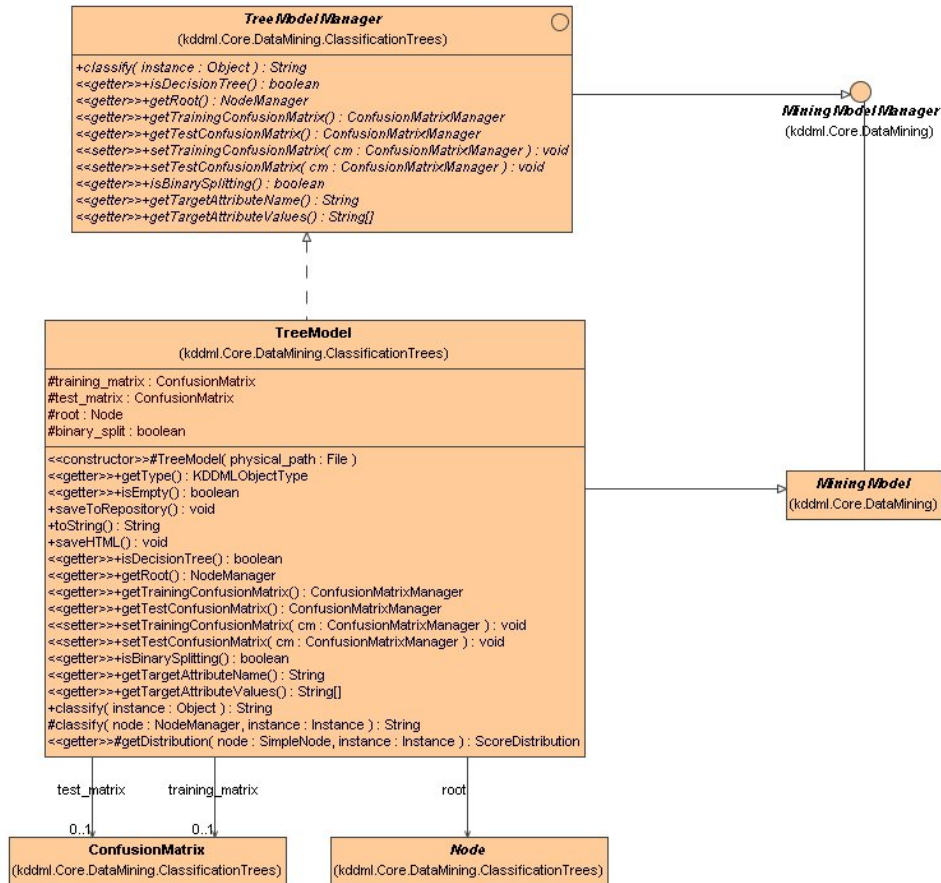 TreeModelManager
(kddml.Core.DataMining.ClassificationTrees)
+classify( instance : Object ) : String
<<getter>>+isDecisionTree() : boolean
<<getter>>+getRoot() : NodeManager
<<getter>>+getTrainingConfusionMatrix() : ConfusionMatrixManager
<<getter>>+getTestConfusionMatrix() : ConfusionMatrixManager
<<setter>>+setTrainingConfusionMatrix( cm : ConfusionMatrixManager ) : void
<<setter>>+setTestConfusionMatrix( cm : ConfusionMatrixManager ) : void
<<getter>>+isBinarySplitting() : boolean
<<getter>>+getTargetAttributeName() : String
<<getter>>+getTargetAttributeValues() : String[]
MiningModelManager
(kddml.Core.DataMining)
TreeModel
(kddml.Core.DataMining.ClassificationTrees)
#training_matrix : ConfusionMatrix
#test_matrix : ConfusionMatrix
#root : Node
#binary_split : boolean
<<constructor>>#TreeModel( physical_path : File )
<<getter>>+getType() : KDDMLObjectType
<<getter>>+isEmpty() : boolean
+saveToRepository() : void
+toString() : String
+saveHTML() : void
<<getter>>+isDecisionTree() : boolean
<<getter>>+getRoot() : NodeManager
<<getter>>+getTrainingConfusionMatrix() : ConfusionMatrixManager
<<getter>>+getTestConfusionMatrix() : ConfusionMatrixManager
<<setter>>+setTrainingConfusionMatrix( cm : ConfusionMatrixManager ) : void
<<setter>>+setTestConfusionMatrix( cm : ConfusionMatrixManager ) : void
<<getter>>+isBinarySplitting() : boolean
<<getter>>+getTargetAttributeName() : String
<<getter>>+getTargetAttributeValues() : String[]
+classify( instance : Object ) : String
#classify( node : NodeManager, instance : Instance ) : String
<<getter>>#getDistribution( node : SimpleNode, instance : Instance ) : ScoreDistribution
MiningModel
(kddml.Core.DataMining)
test_matrix
training_matrix
root
0..1
0..1
ConfusionMatrix
(kddml.Core.DataMining.ClassificationTrees)
Node
(kddml.Core.DataMining.ClassificationTrees)